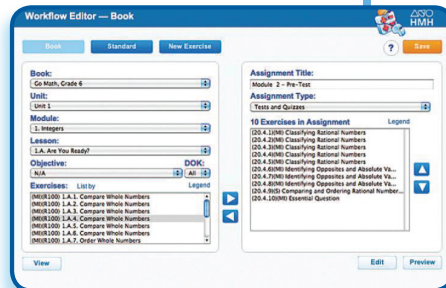 Workflow Editor — Book
HMH
Book
Standard
New Exercise
?
Save
Book:
Go Math, Grade 6
Unit:
Unit 1
Module:
1. Integers
Lesson:
1.A. Are You Ready?
Objective:
DOK:
N/A
All
Exercises:
List by
Legend
(MI)(R100) 1.A.1. Compare Whole Numbers
(MI)(R100) 1.A.2. Compare Whole Numbers
(MI)(R100) 1.A.3. Compare Whole Numbers
(MI)(R100) 1.A.4. Compare Whole Numbers
(MI)(R100) 1.A.5. Compare Whole Numbers
(MI)(R100) 1.A.6. Compare Whole Numbers
(MI)(R100) 1.A.7. Order Whole Numbers
View
Assignment Title:
Module 2 - Pre-Test
Assignment Type:
Tests and Quizzes
10 Exercises in Assignment
Legend
(20.4.1)(MI) Classifying Rational Numbers
(20.4.2)(MI) Classifying Rational Numbers
(20.4.3)(MI) Classifying Rational Numbers
(20.4.4)(MI) Classifying Rational Numbers
(20.4.5)(MI) Classifying Rational Numbers
(20.4.6)(MI) Identifying Opposites and Absolute Va...
(20.4.7)(MI) Identifying Opposites and Absolute Va...
(20.4.8)(MI) Identifying Opposites and Absolute Va...
(20.4.9)(S) Comparing and Ordering Rational Number...
(20.4.10)(MI) Essential Question
Edit
Preview